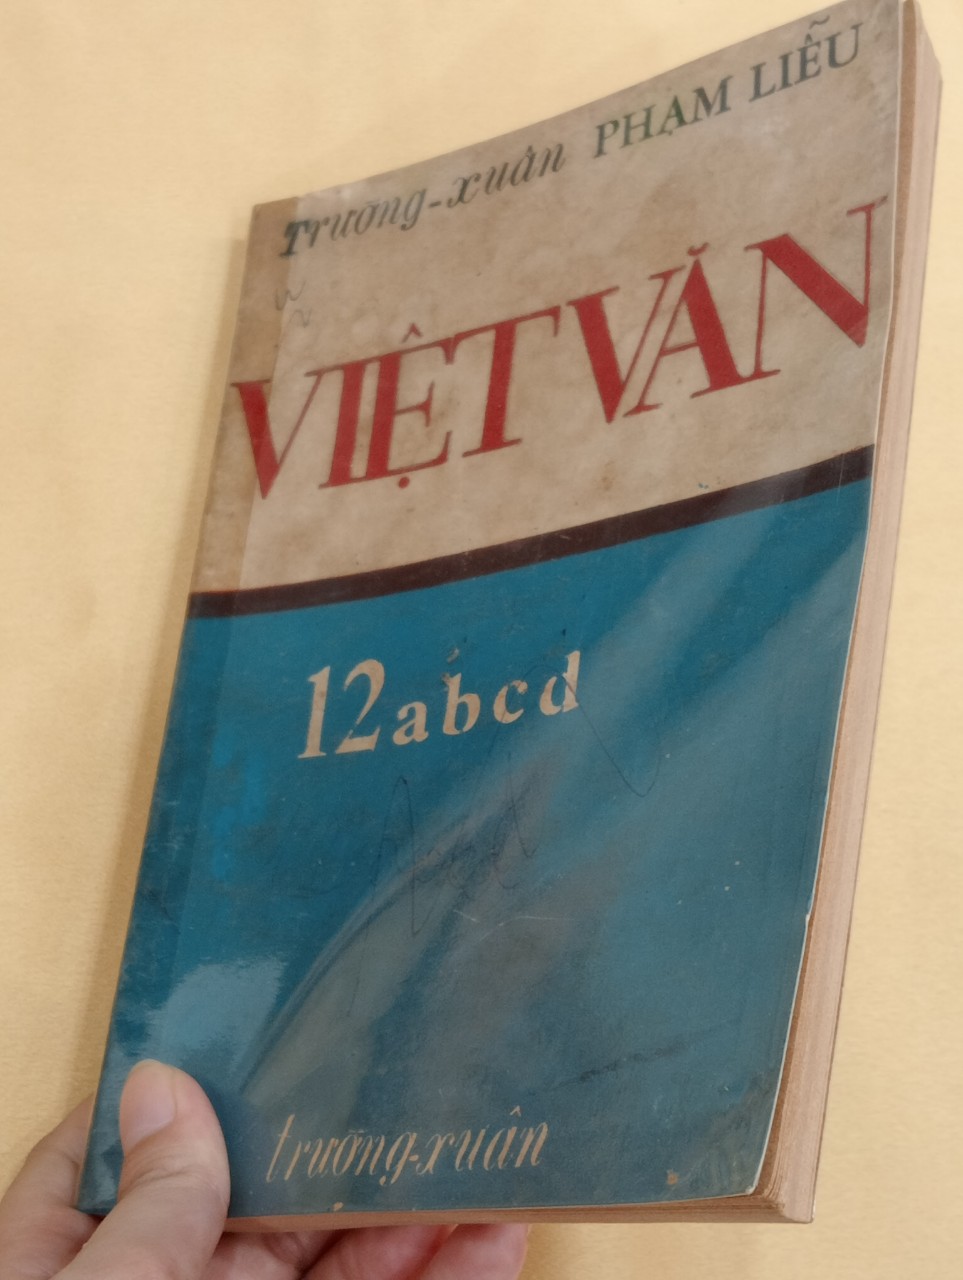 Trường-xuân PHẠM LIỄU
VIỆT VĂN
12abcd
trường-xuân